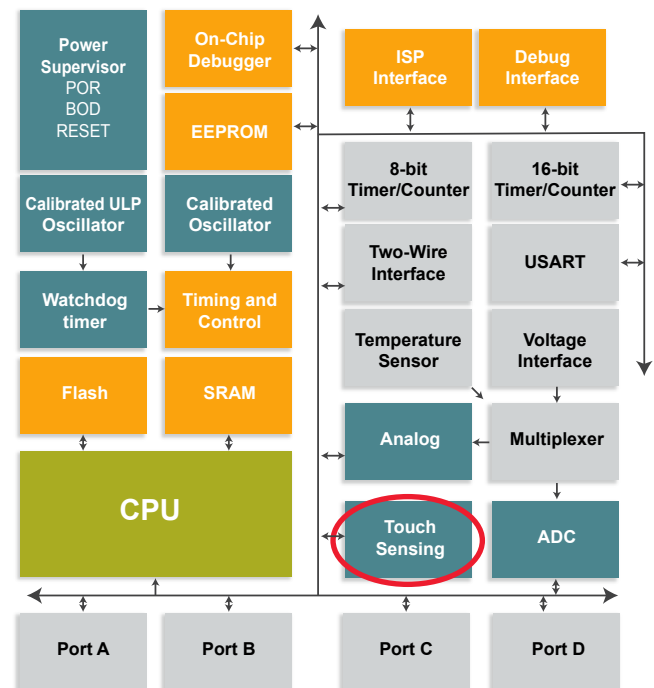 Power
Supervisor
POR
BOD
RESET
On-Chip
Debugger
EEPROM
ISP
Interface
Debug
Interface
Calibrated ULP
Oscillator
Calibrated
Oscillator
8-bit
Timer/Counter
16-bit
Timer/Counter
Watchdog
timer
Timing and
Control
Two-Wire
Interface
USART
Temperature
Sensor
Voltage
Interface
Flash
SRAM
Analog
Multiplexer
CPU
Touch
Sensing
ADC
Port A
Port B
Port C
Port D